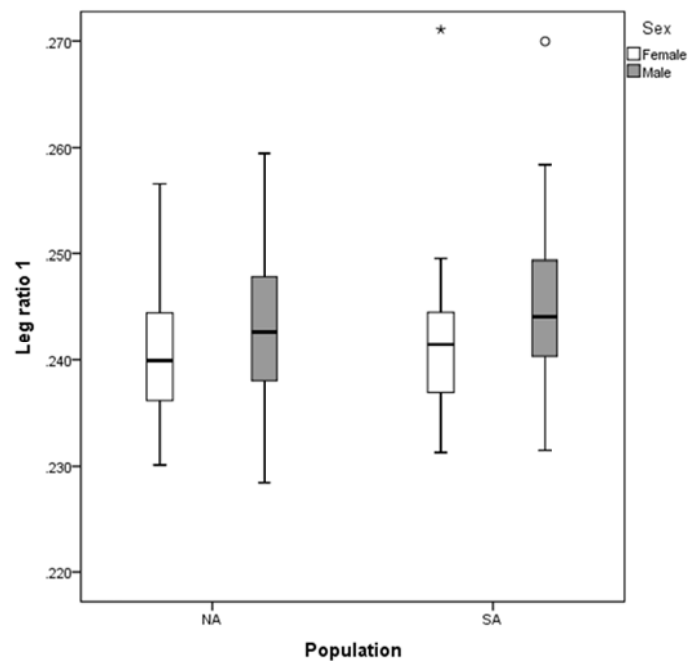 Sex
Female
Male
.270
.260
.250
.240
.230
.220
Leg ratio 1
NA
SA
Population